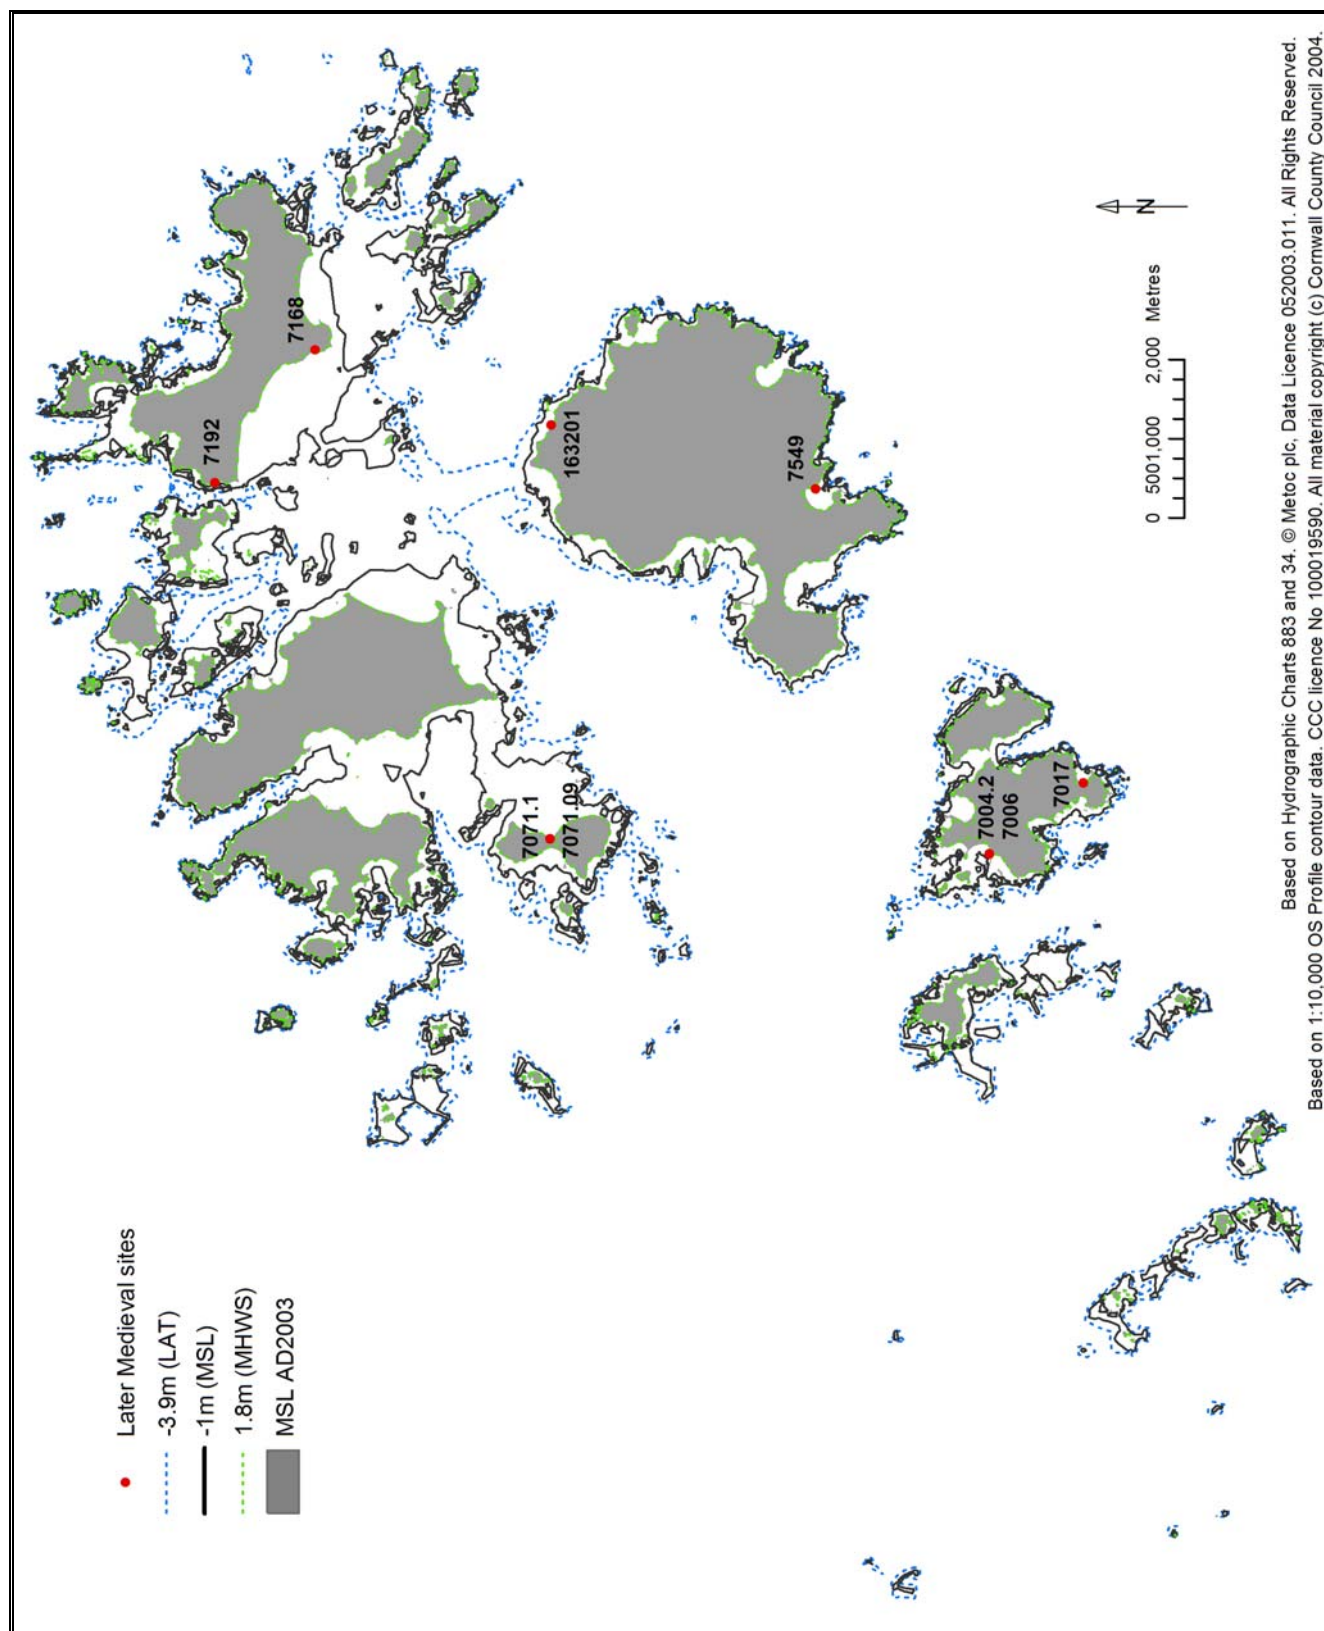 Later Medieval sites
-3.9m (LAT)
-1m (MSL)
1.8m (MHWS)
MSL AD2003
7192
7168
163201
7549
7071.1
7071.09
7004.2
7006
7017
N
0 5001,000 2,000 Metres
Based on Hydrographic Charts 883 and 34. © Metoc plc, Data Licence 052003.011. All Rights Reserved.
Based on 1:10,000 OS Profile contour data. CCC licence No 100019590. All material copyright (c) Cornwall County Council 2004.